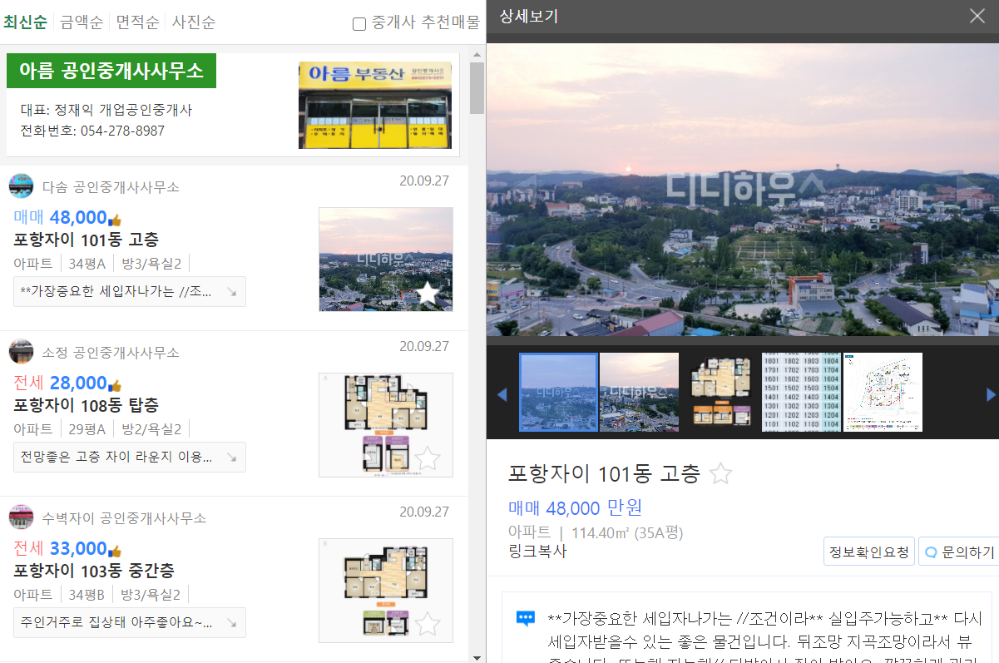 최신순 금액순 면적순 사진순 중개사 추천매물
아름 공인중개사사무소
대표: 정재익 개업공인중개사
전화번호: 054-278-8987
아름 부동산
다솜 공인중개사사무소 20.09.27
매매 48,000
포항자이 101동 고층
아파트 34평A 방3/욕실2
**가장중요한 세입자나가는 //조...
디디하우스
소정 공인중개사사무소 20.09.27
전세 28,000
포항자이 108동 탑층
아파트 29평A 방2/욕실2
전망좋은 고층 자이 라운지 이용...
수벽자이 공인중개사사무소 20.09.27
전세 33,000
포항자이 103동 중간층
아파트 34평B 방3/욕실2
주인거주로 집상태 아주좋아요~...
상세보기
디디하우스
디디하우스
디디하우스
1801 1802 1803 1804
1701 1702 1703 1704
1601 1602 1603 1604
1501 1502 1503 1504
1401 1402 1403 1404
1301 1302 1303 1304
1201 1202 1203 1204
1101 1102 1103 1104
포항자이 101동 고층
매매 48,000 만원
아파트 | 114.40㎡ (35A평)
링크복사
정보확인요청 문의하기
**가장중요한 세입자나가는 //조건이라** 실입주가능하고** 다시
세입자받을수 있는 좋은 물건입니다. 뒤조망 지곡조망이라서 뷰